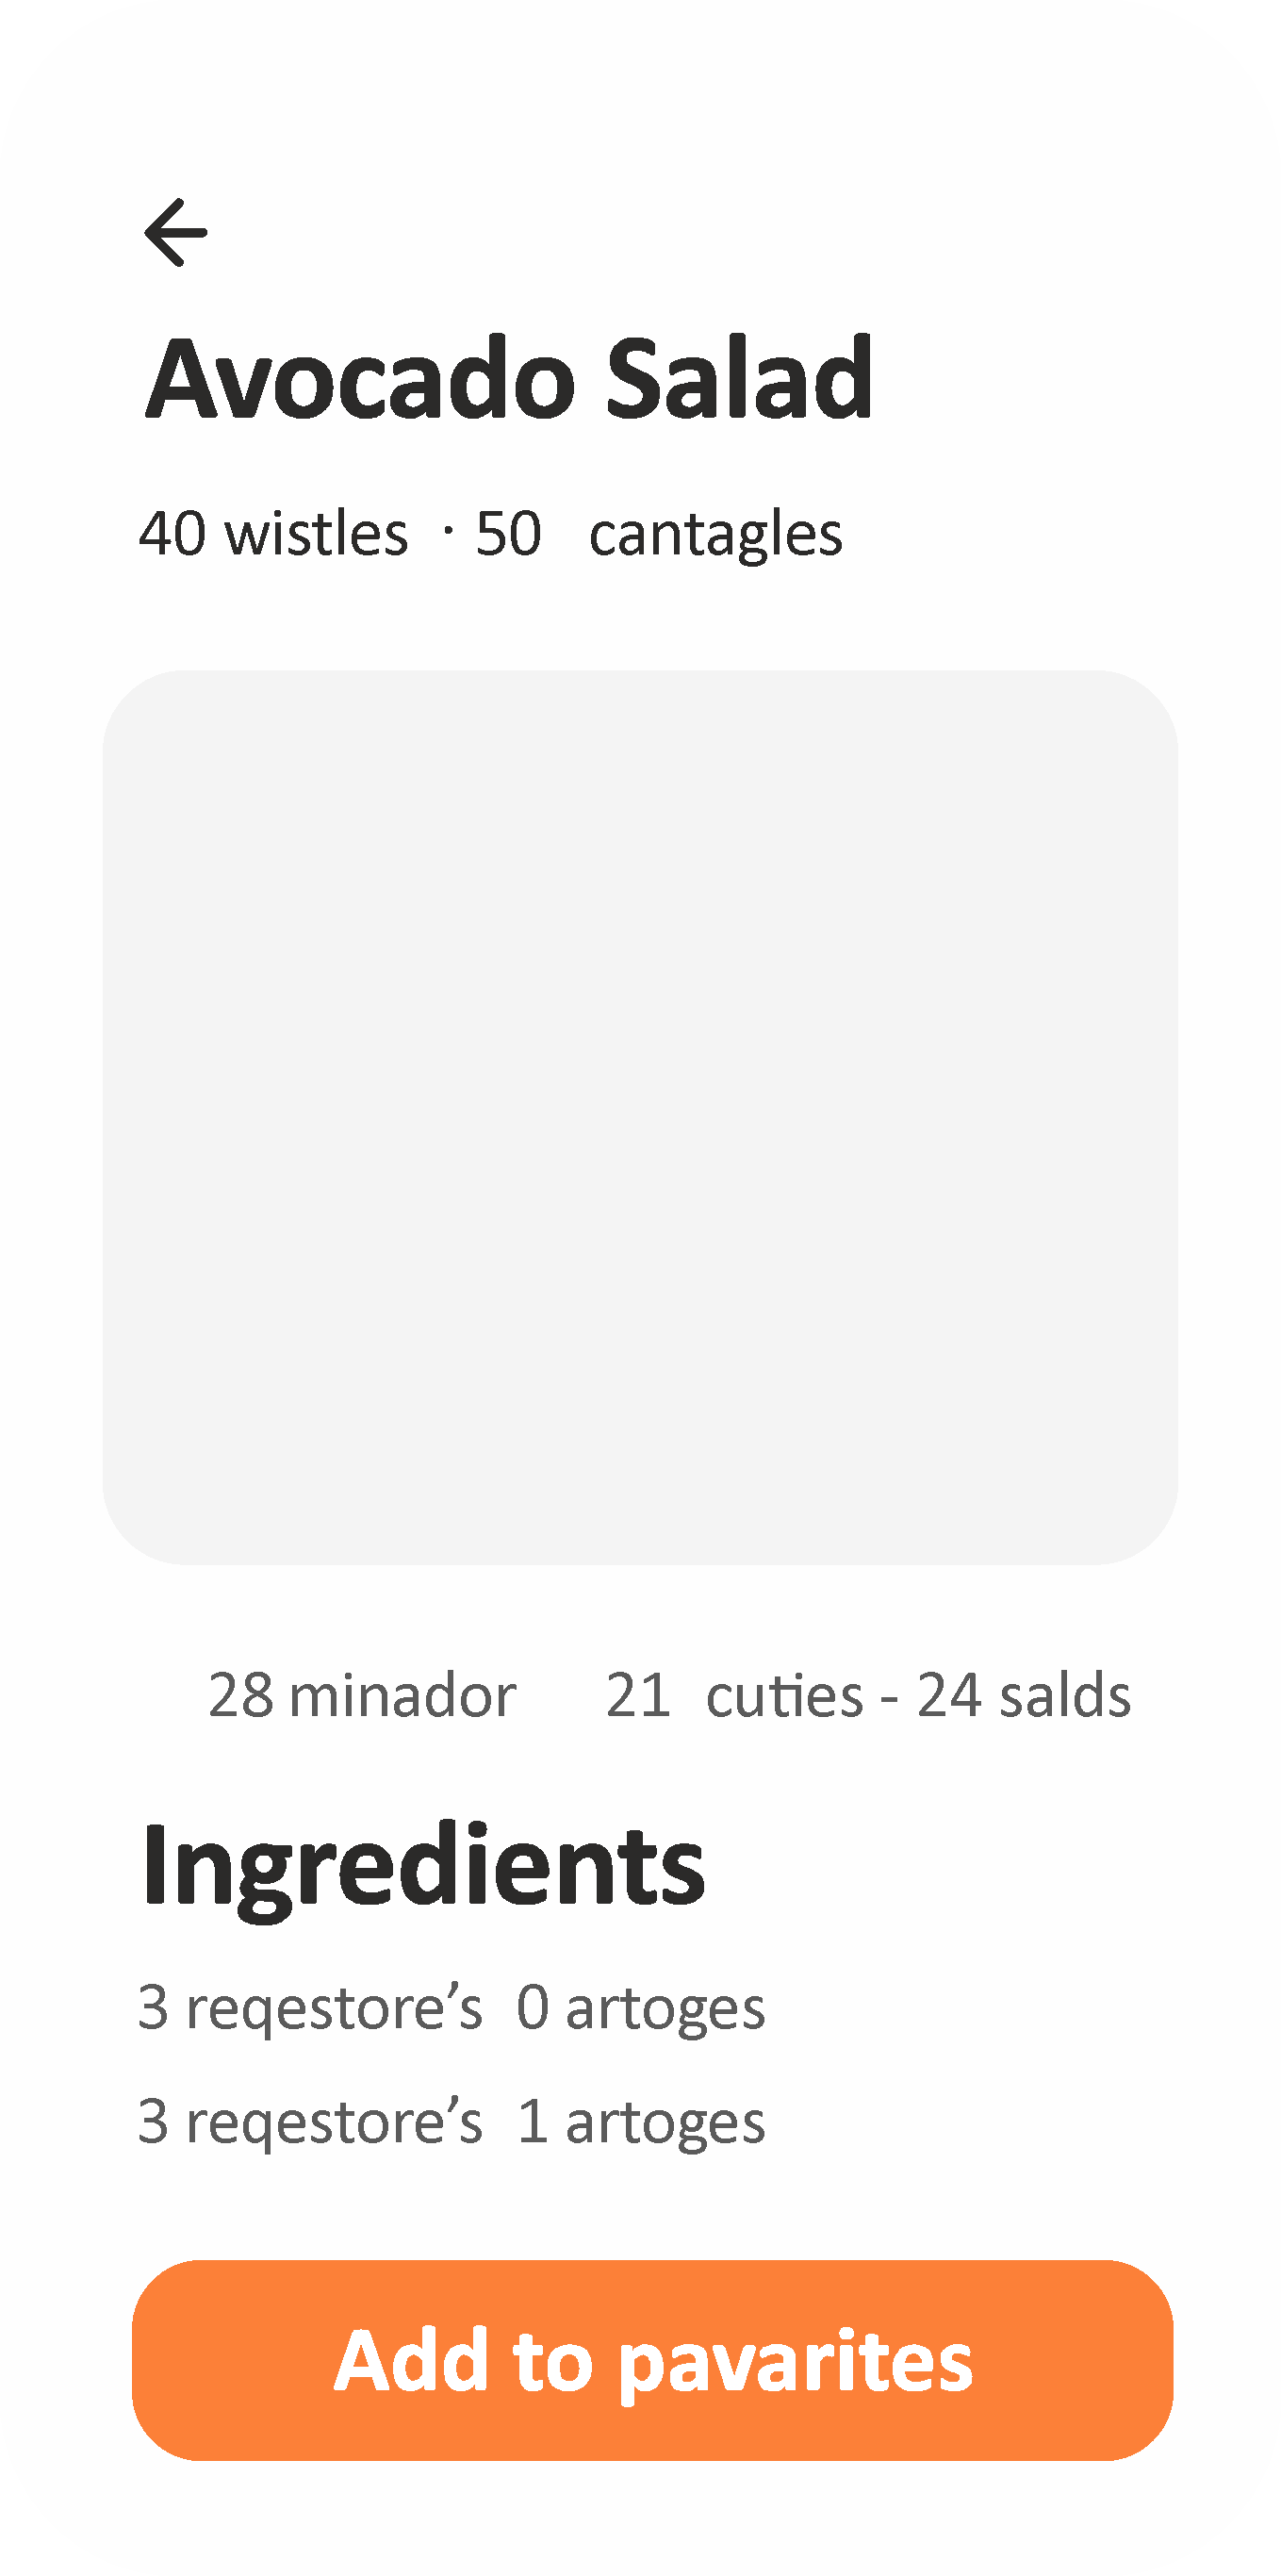 Avocado Salad
40 wistles · 50 cantagles
28 minador 21 cuties - 24 salds
Ingredients
3 reqestore’s 0 artoges
3 reqestore’s 1 artoges
Add to pavarites